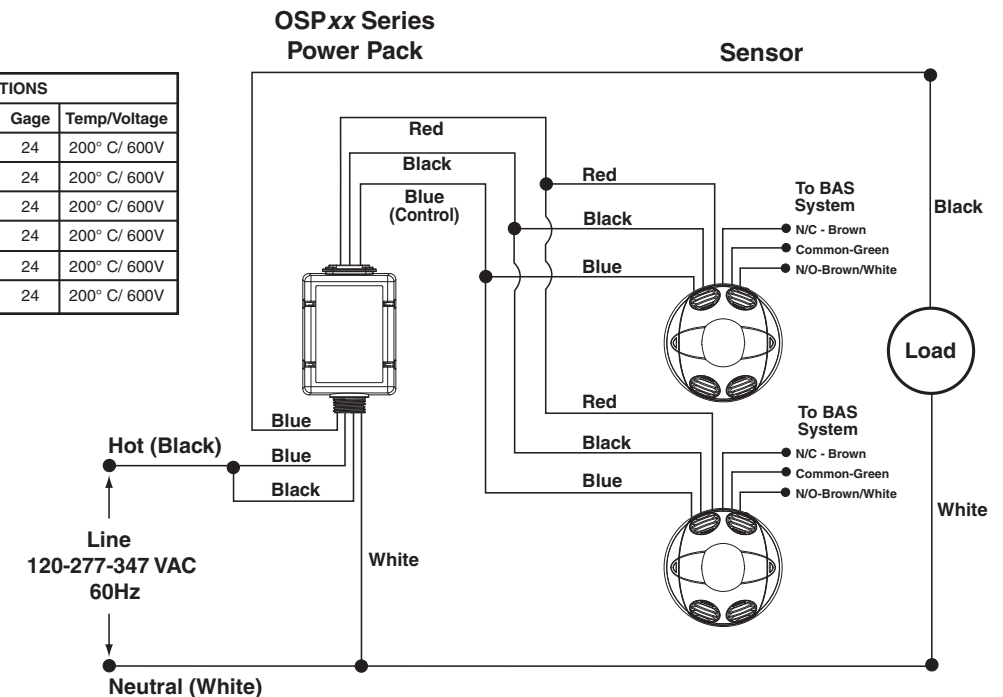 OSPxx Series
Power Pack
Sensor
TIONS
Gage Temp/Voltage
24 200° C/ 600V
24 200° C/ 600V
24 200° C/ 600V
24 200° C/ 600V
24 200° C/ 600V
24 200° C/ 600V
Red
Black
Blue
(Control)
Red
Black
Blue
To BAS
System
N/C - Brown
Common-Green
N/O-Brown/White
Black
Load
Red
Black
Blue
To BAS
System
N/C - Brown
Common-Green
N/O-Brown/White
White
Blue
Hot (Black)
Blue
Black
Line
120-277-347 VAC
60Hz
White
Neutral (White)